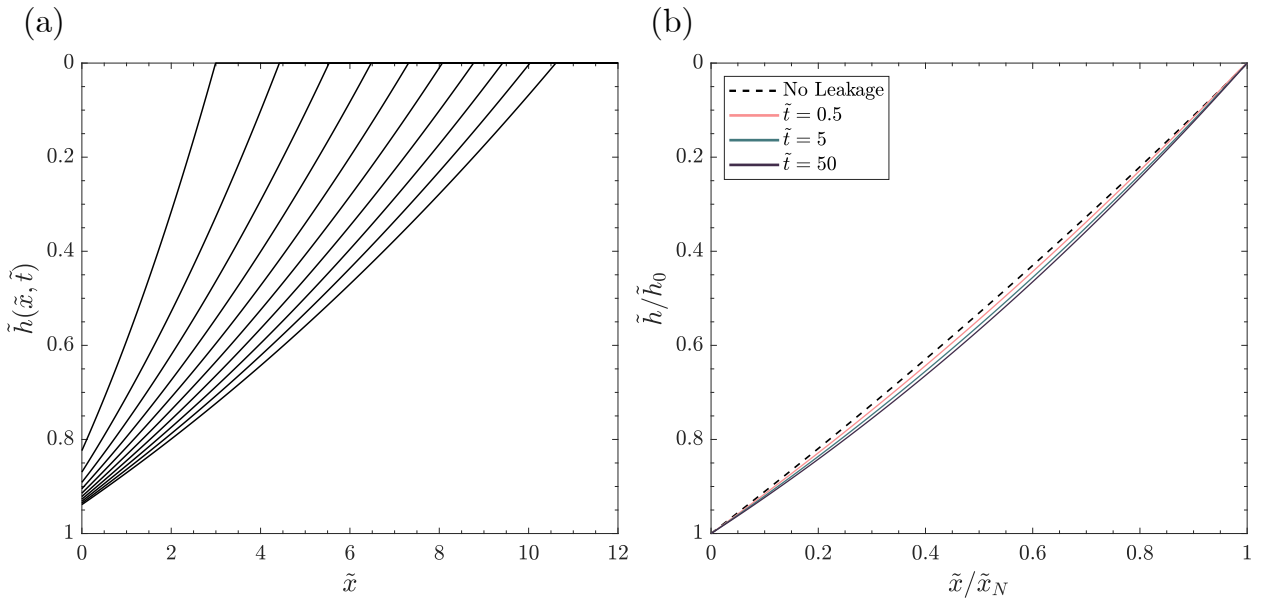 (a)
0
0.2
0.4
0.6
0.8
1
h̃(x̃, t̃)
0 2 4 6 8 10 12
x̃
(b)
No Leakage
t̃ = 0.5
t̃ = 5
t̃ = 50
0
0.2
0.4
0.6
0.8
1
h̃/h̃₀
0 0.2 0.4 0.6 0.8 1
x̃/x̃_N